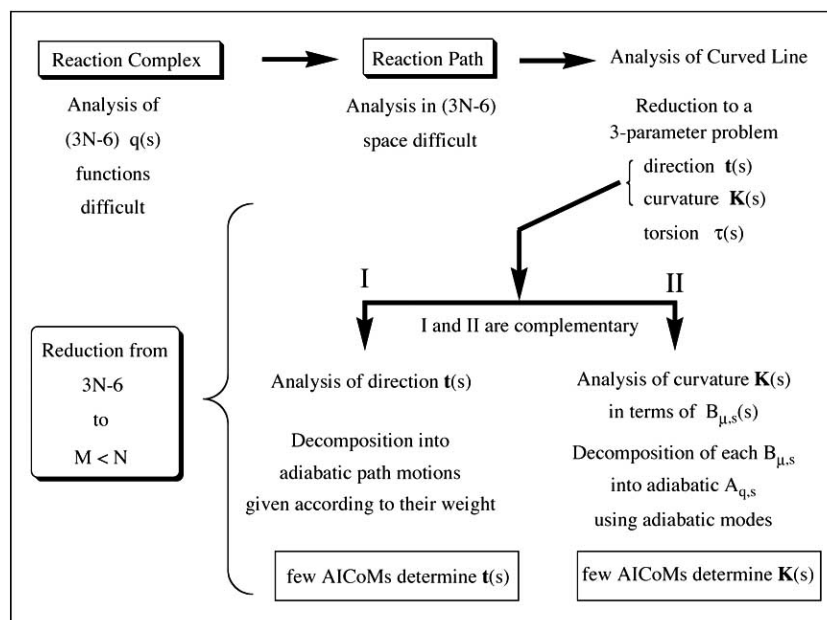 Reaction Complex
Analysis of
(3N-6) q(s)
functions
difficult
Reaction Path
Analysis in (3N-6)
space difficult
Analysis of Curved Line
Reduction to a
3-parameter problem
direction t(s)
curvature K(s)
torsion τ(s)
I
II
I and II are complementary
Reduction from
3N-6
to
M < N
Analysis of direction t(s)
Decomposition into
adiabatic path motions
given according to their weight
few AICoMs determine t(s)
Analysis of curvature K(s)
in terms of Bμ,s(s)
Decomposition of each Bμ,s
into adiabatic Aq,s
using adiabatic modes
few AICoMs determine K(s)